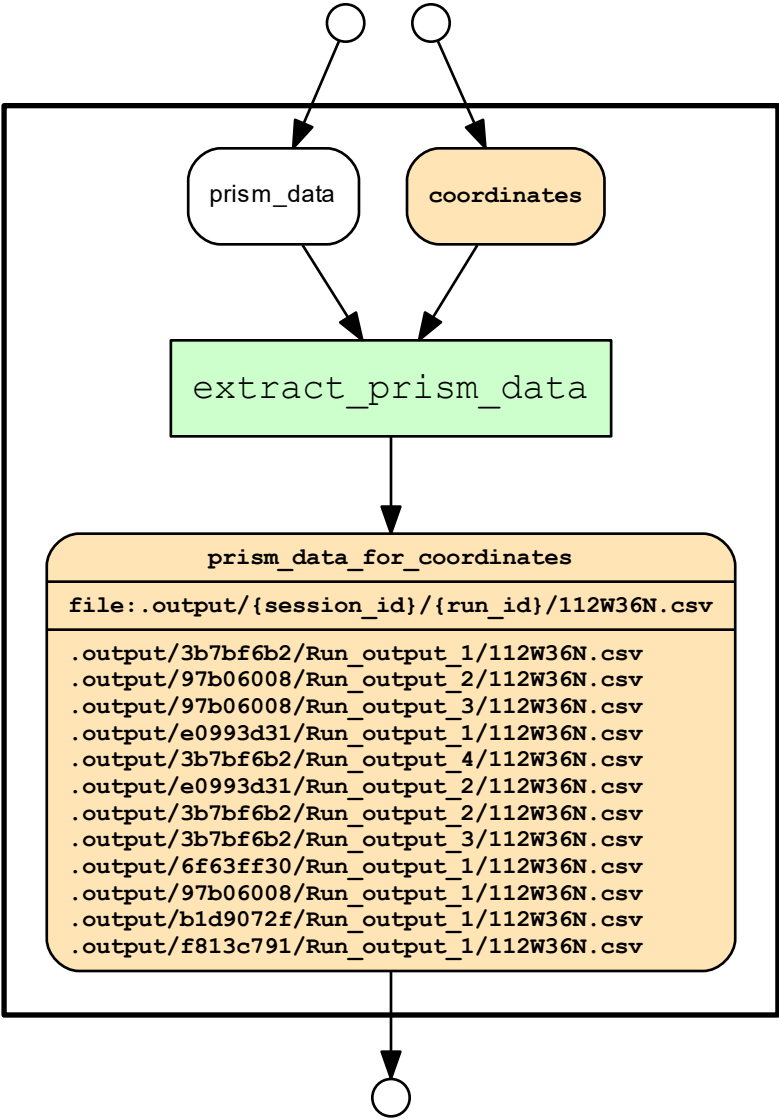 prism_data
coordinates
extract_prism_data
prism_data_for_coordinates
file:.output/{session_id}/{run_id}/112W36N.csv
.output/3b7bf6b2/Run_output_1/112W36N.csv
.output/97b06008/Run_output_2/112W36N.csv
.output/97b06008/Run_output_3/112W36N.csv
.output/e0993d31/Run_output_1/112W36N.csv
.output/3b7bf6b2/Run_output_4/112W36N.csv
.output/e0993d31/Run_output_2/112W36N.csv
.output/3b7bf6b2/Run_output_2/112W36N.csv
.output/3b7bf6b2/Run_output_3/112W36N.csv
.output/6f63ff30/Run_output_1/112W36N.csv
.output/97b06008/Run_output_1/112W36N.csv
.output/b1d9072f/Run_output_1/112W36N.csv
.output/f813c791/Run_output_1/112W36N.csv